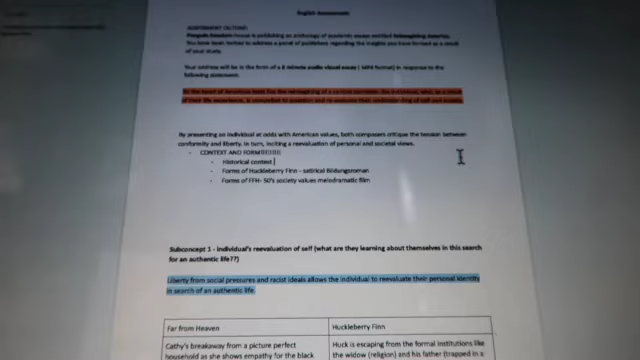 English Assessment
ASSESSMENT OUTLINE:
Penguin Random House is publishing an anthology of academic essays entitled Reimagining America.
You have been invited to address a panel of publishers regarding the insights you have formed as a result
of your study.
Your address will be in the form of a 6 minute audio visual essay ( MP4 format) in response to the
following statement:
By presenting an individual at odds with American values, both composers critique the tension between
conformity and liberty. In turn, inciting a reevaluation of personal and societal views.
- CONTEXT AND FORM!!!!!!!!
- Historical context
- Forms of Huckleberry Finn - satirical Bildungsroman
- Forms of FFH- 50's society values melodramatic film
Subconcept 1 - individual's reevaluation of self (what are they learning about themselves in this search
for an authentic life??)
Liberty from social pressures and racist ideals allows the individual to reevaluate their personal identity
in search of an authentic life.
Far from Heaven
Huckleberry Finn
Cathy's breakaway from a picture perfect
household as she shows empathy for the black
Huck is escaping from the formal institutions like
the widow (religion) and his father (trapped in a